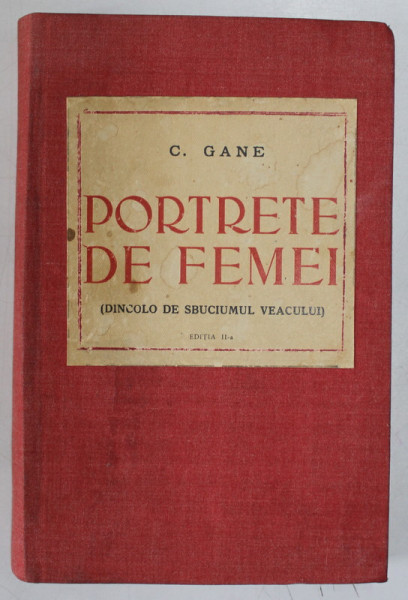 C. GANE
PORTRETE
DE FEMEI
(DINCOLO DE SBUCIUMUL VEACULUI)
EDIȚIA II-a